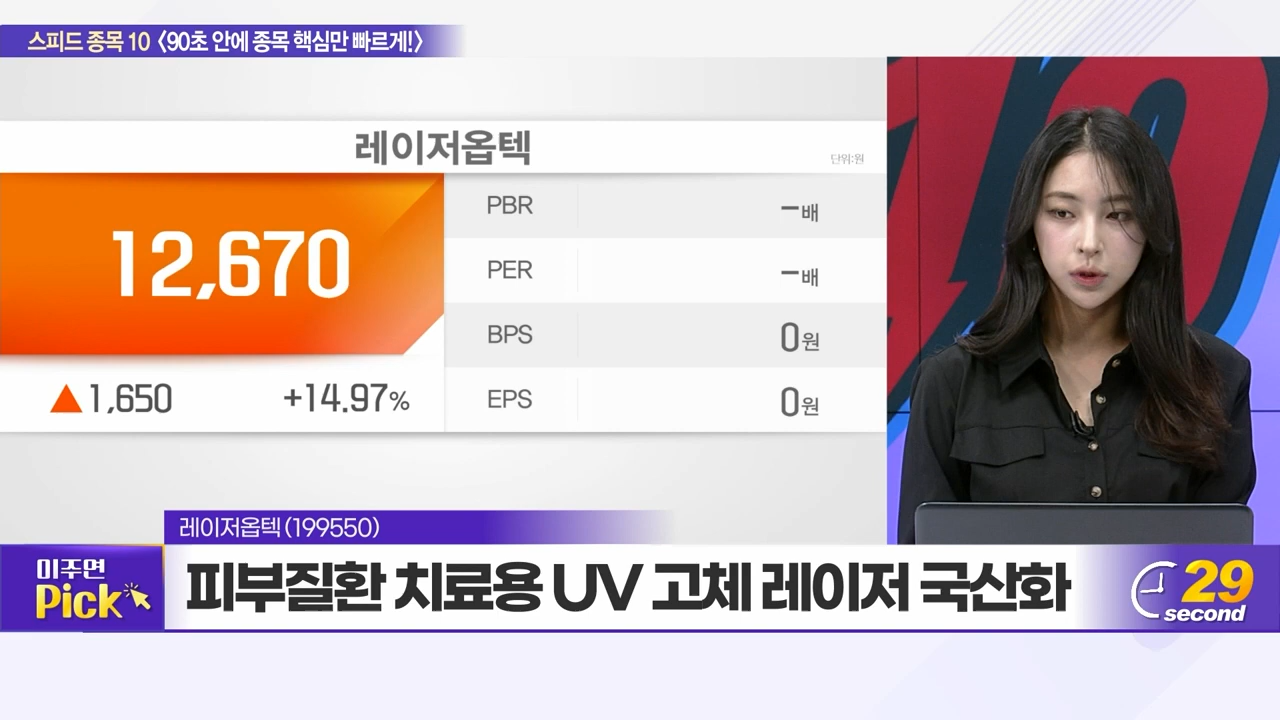 스피드 종목 10 〈90초 안에 종목 핵심만 빠르게!〉
레이저옵텍
단위:원
12,670
▲1,650 +14.97%
PBR –배
PER –배
BPS 0원
EPS 0원
레이저옵텍(199550)
미주면
Pick
피부질환 치료용 UV 고체 레이저 국산화
29
second